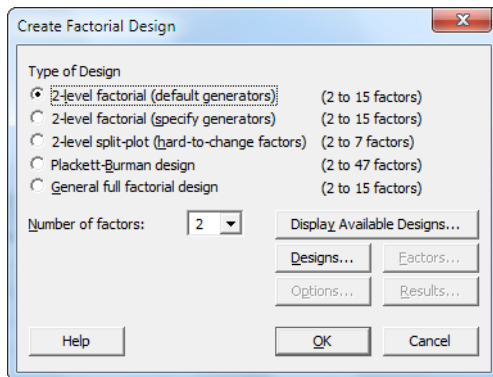 Create Factorial Design
Type of Design
2-level factorial (default generators) (2 to 15 factors)
2-level factorial (specify generators) (2 to 15 factors)
2-level split-plot (hard-to-change factors) (2 to 7 factors)
Plackett-Burman design (2 to 47 factors)
General full factorial design (2 to 15 factors)
Number of factors: 2 Display Available Designs...
Designs... Factors...
Options... Results...
Help OK Cancel